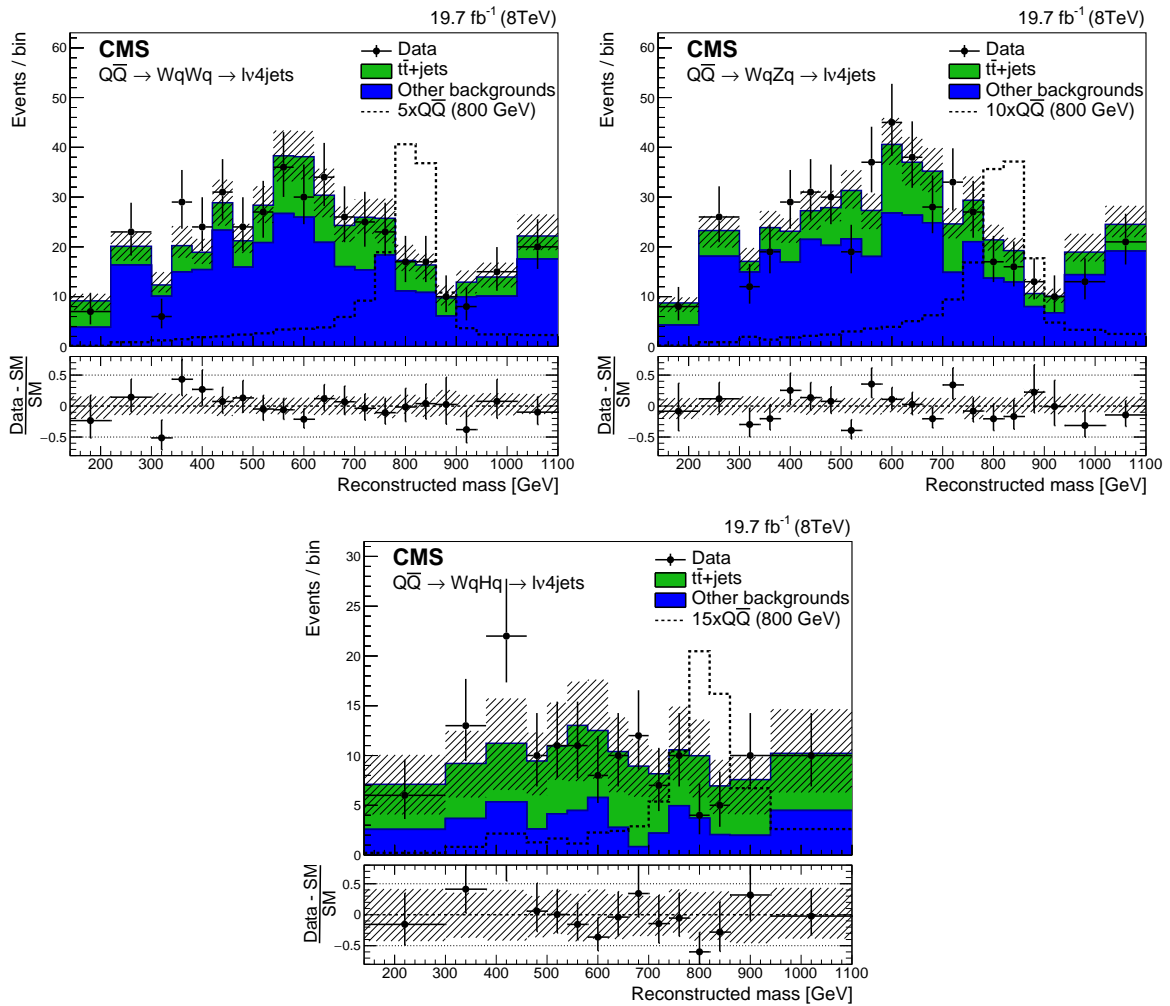 19.7 fb⁻¹ (8TeV)
CMS
QQ̅ → WqWq → lν4jets
Data
tt̅+jets
Other backgrounds
5xQQ̅ (800 GeV)
Events / bin
60
50
40
30
20
10
0
Data - SM
SM
0.5
0
−0.5
200 300 400 500 600 700 800 900 1000 1100
Reconstructed mass [GeV]
19.7 fb⁻¹ (8TeV)
CMS
QQ̅ → WqZq → lν4jets
Data
tt̅+jets
Other backgrounds
10xQQ̅ (800 GeV)
Events / bin
60
50
40
30
20
10
0
Data - SM
SM
0.5
0
−0.5
200 300 400 500 600 700 800 900 1000 1100
Reconstructed mass [GeV]
19.7 fb⁻¹ (8TeV)
CMS
QQ̅ → WqHq → lν4jets
Data
tt̅+jets
Other backgrounds
15xQQ̅ (800 GeV)
Events / bin
30
25
20
15
10
5
0
Data - SM
SM
0.5
0
−0.5
200 300 400 500 600 700 800 900 1000 1100
Reconstructed mass [GeV]